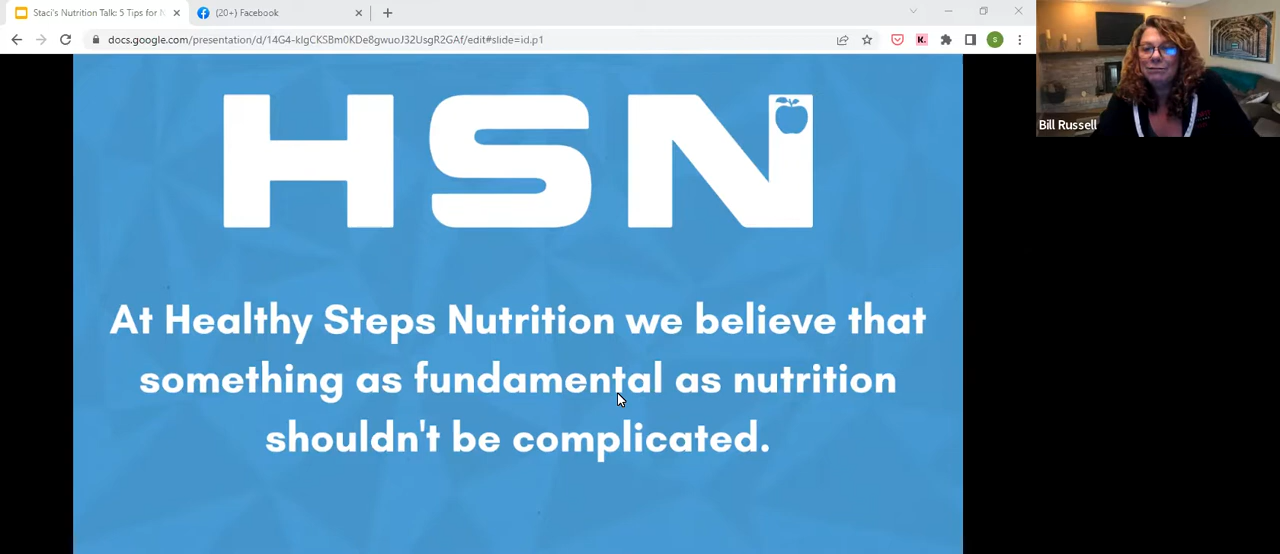 Staci's Nutrition Talk: 5 Tips for N
(20+) Facebook
docs.google.com/presentation/d/14G4-kIgCKSBm0KDe8gwuoJ32UsgR2GAf/edit#slide=id.p1
K.
S
Bill Russell
HSN
At Healthy Steps Nutrition we believe that
something as fundamental as nutrition
shouldn't be complicated.